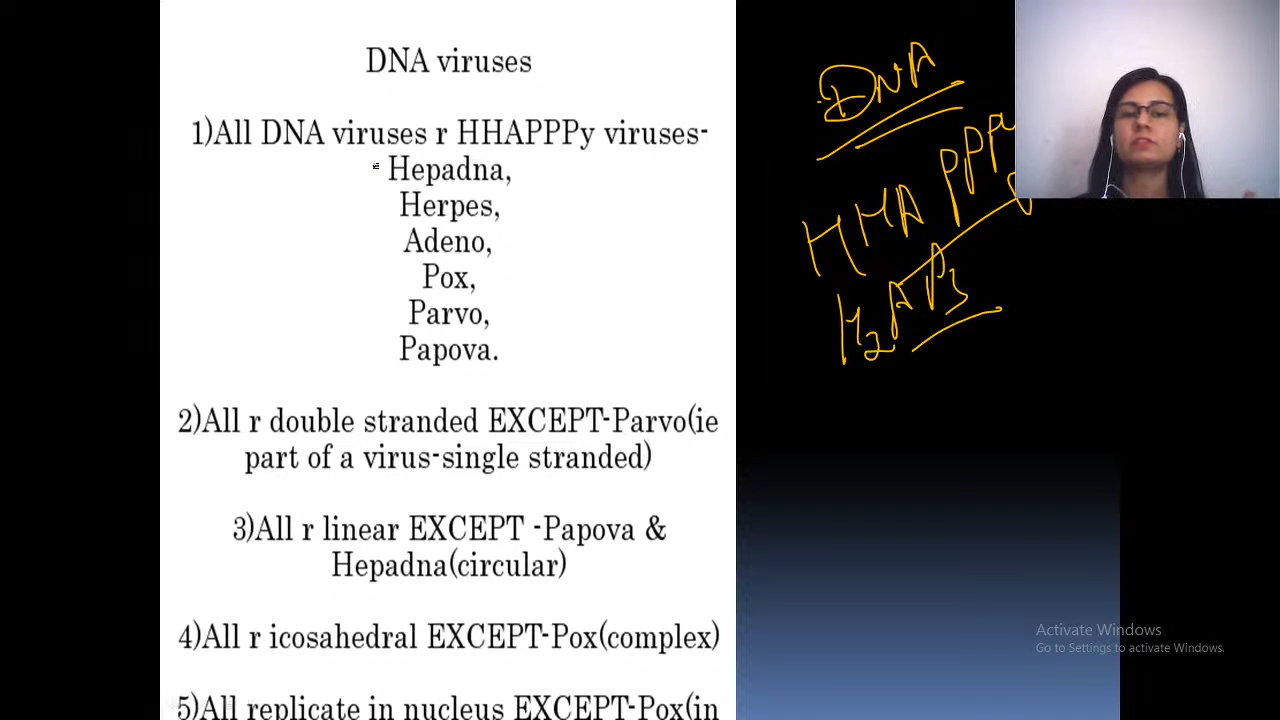 DNA viruses
1)All DNA viruses r HHAPPPy viruses-
Hepadna,
Herpes,
Adeno,
Pox,
Parvo,
Papova.
2)All r double stranded EXCEPT-Parvo(ie
part of a virus-single stranded)
3)All r linear EXCEPT -Papova &
Hepadna(circular)
4)All r icosahedral EXCEPT-Pox(complex)
5)All replicate in nucleus EXCEPT-Pox(in
DNA
HHAPPP
H2AP3
Activate Windows
Go to Settings to activate Windows.